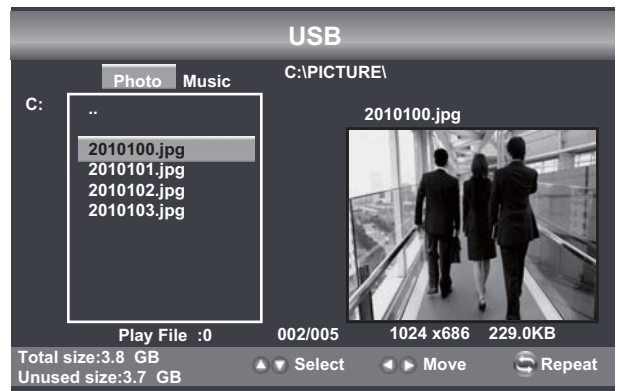 USB
Photo Music C:\PICTURE\
C:
..
2010100.jpg
2010100.jpg
2010101.jpg
2010102.jpg
2010103.jpg
Play File :0 002/005 1024 x686 229.0KB
Total size:3.8 GB
Unused size:3.7 GB
Select Move Repeat